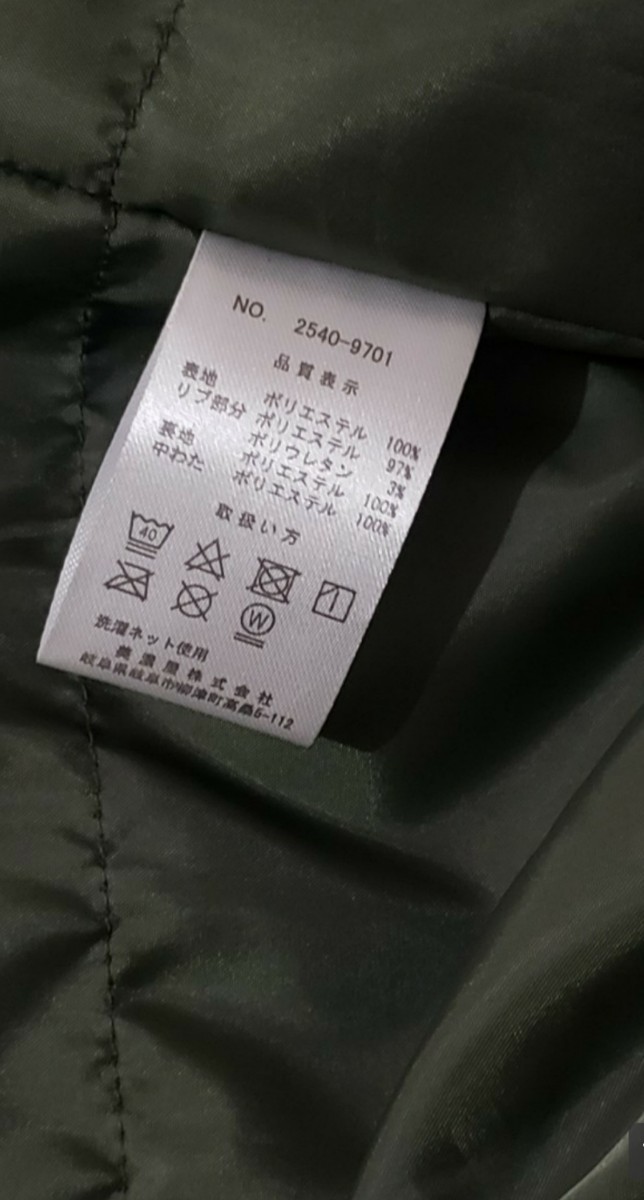 NO. 2540-9701
品質表示
表地 ポリエステル 100%
リブ部分 ポリエステル 97%
ポリウレタン 3%
裏地 ポリエステル 100%
中わた ポリエステル 100%
取扱い方
40
W
洗濯ネット使用
美濃屋株式会社
岐阜県岐阜市柳津町高桑5-112